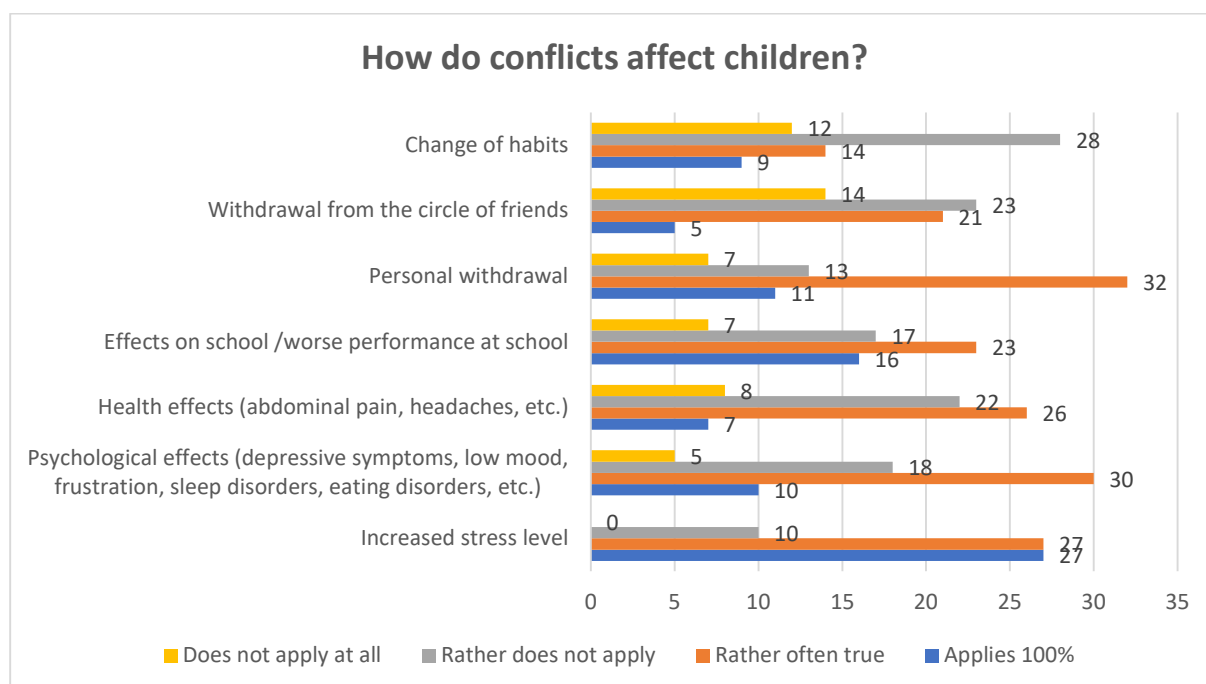 How do conflicts affect children?
12
Change of habits
28
14
9
14
Withdrawal from the circle of friends
23
21
5
7
Personal withdrawal
13
32
11
7
Effects on school /worse performance at school
17
23
16
8
Health effects (abdominal pain, headaches, etc.)
22
26
7
Psychological effects (depressive symptoms, low mood,
frustration, sleep disorders, eating disorders, etc.)
5
18
30
10
0
Increased stress level
10
27
27
0 5 10 15 20 25 30 35
Does not apply at all Rather does not apply Rather often true Applies 100%